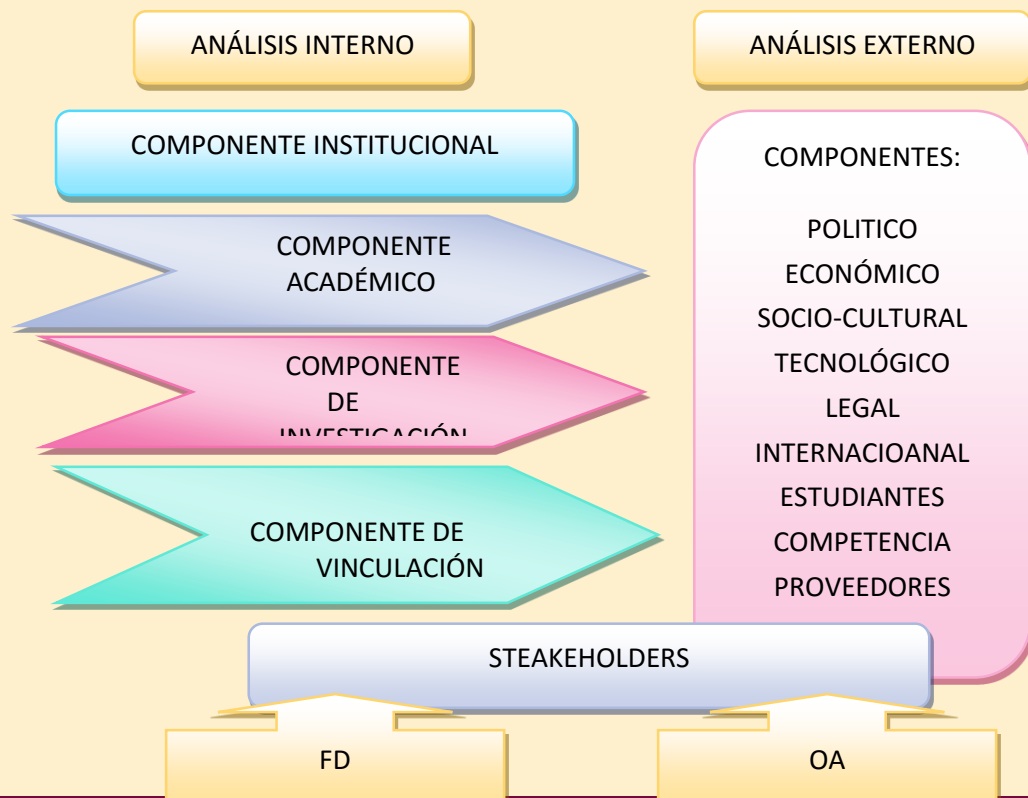 ANÁLISIS INTERNO
ANÁLISIS EXTERNO
COMPONENTE INSTITUCIONAL
COMPONENTE
ACADÉMICO
COMPONENTE
DE
INVESTIGACIÓN
COMPONENTE DE
VINCULACIÓN
COMPONENTES:
POLITICO
ECONÓMICO
SOCIO-CULTURAL
TECNOLÓGICO
LEGAL
INTERNACIOANAL
ESTUDIANTES
COMPETENCIA
PROVEEDORES
STEAKEHOLDERS
FD
OA